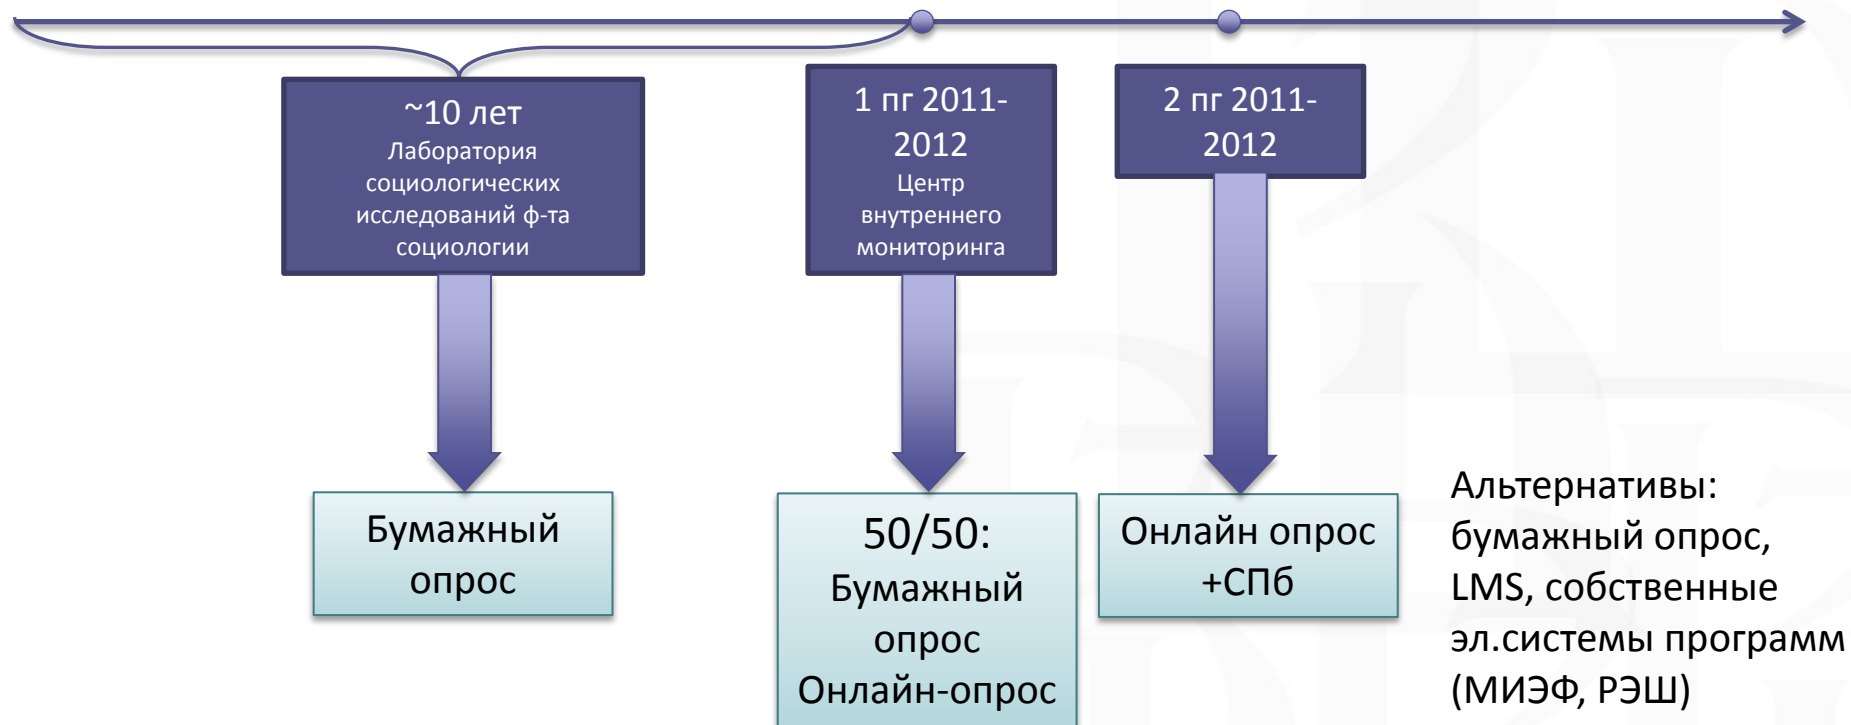 ~10 лет
Лаборатория
социологических
исследований ф-та
социологии
1 пг 2011-
2012
Центр
внутреннего
мониторинга
2 пг 2011-
2012
Бумажный
опрос
50/50:
Бумажный
опрос
Онлайн-опрос
Онлайн опрос
+СПб
Альтернативы:
бумажный опрос,
LMS, собственные
эл.системы программ
(МИЭФ, РЭШ)